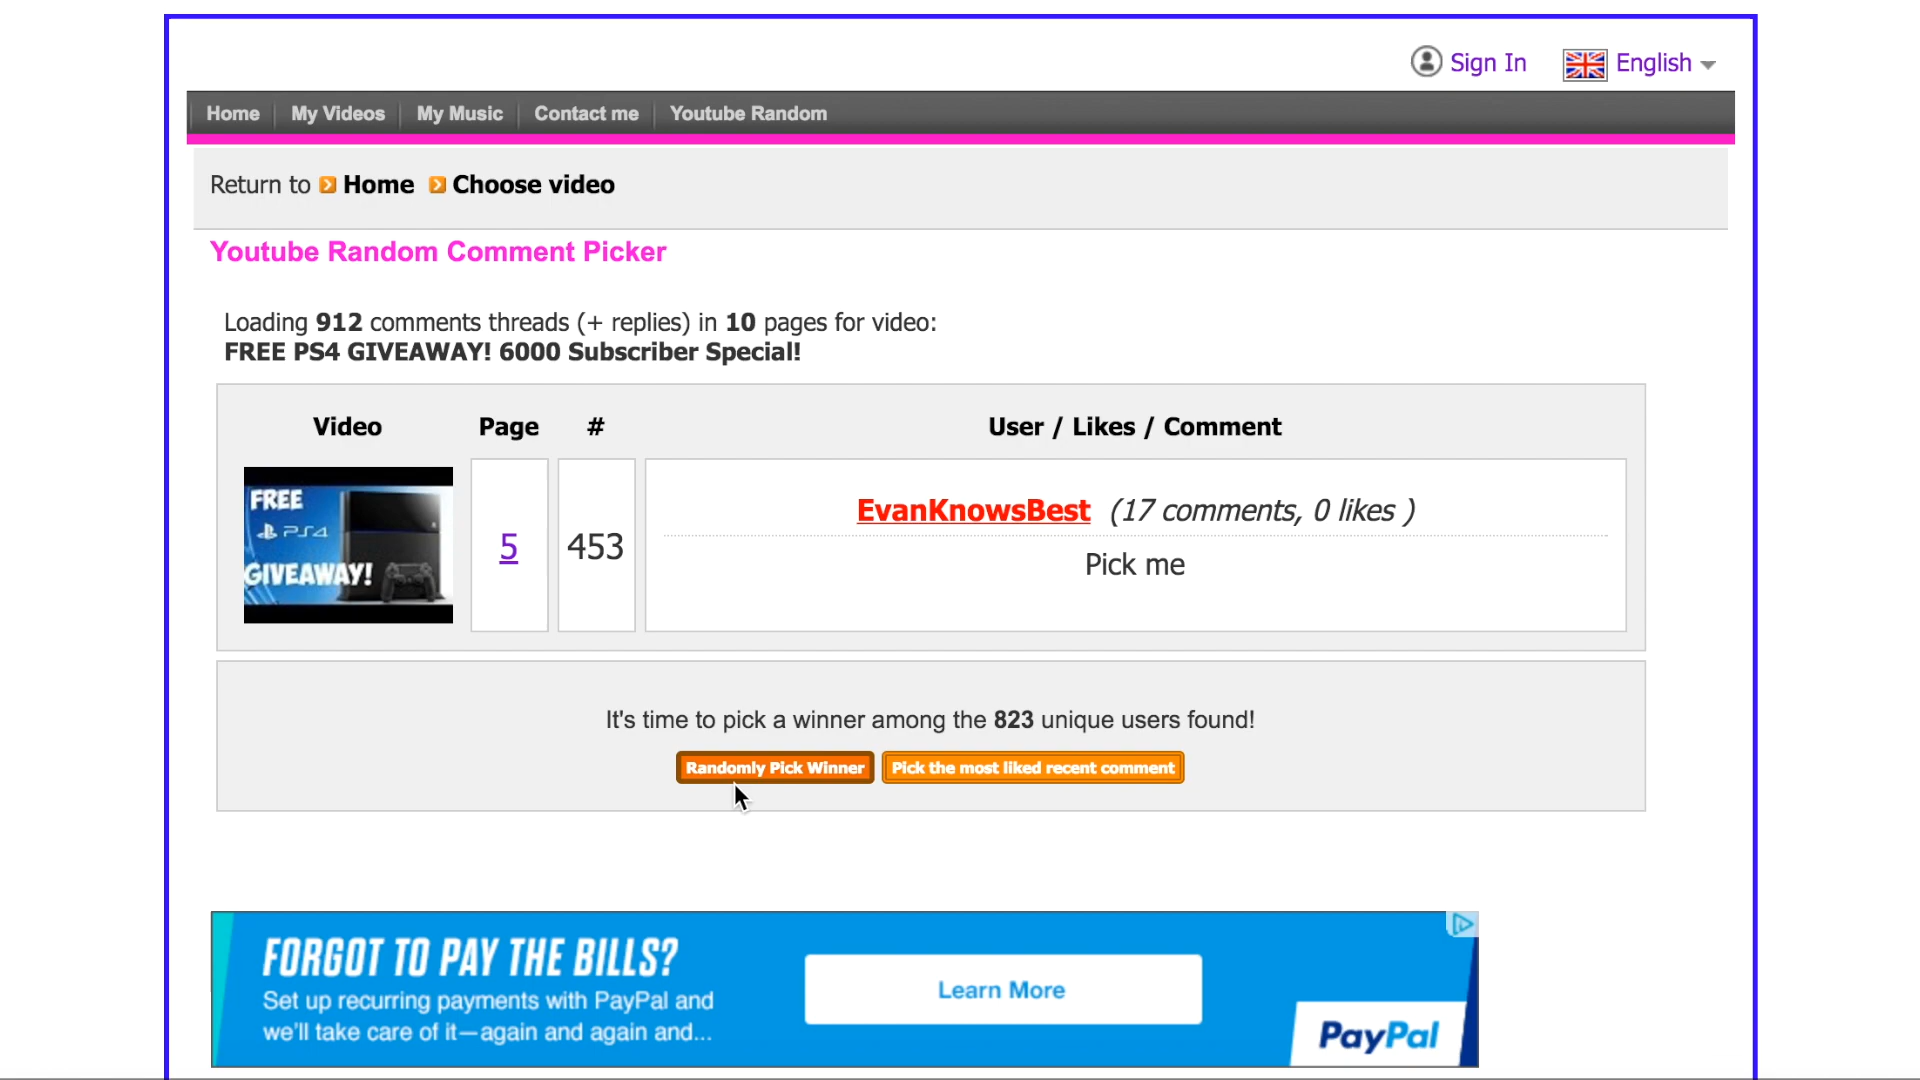 Sign In English
Home My Videos My Music Contact me Youtube Random
Return to Home Choose video
Youtube Random Comment Picker
Loading 912 comments threads (+ replies) in 10 pages for video:
FREE PS4 GIVEAWAY! 6000 Subscriber Special!
Video Page # User / Likes / Comment
FREE
PS4
GIVEAWAY!
5
453
EvanKnowsBest (17 comments, 0 likes )
Pick me
It's time to pick a winner among the 823 unique users found!
Randomly Pick Winner Pick the most liked recent comment
FORGOT TO PAY THE BILLS?
Set up recurring payments with PayPal and
we'll take care of it—again and again and...
Learn More
PayPal